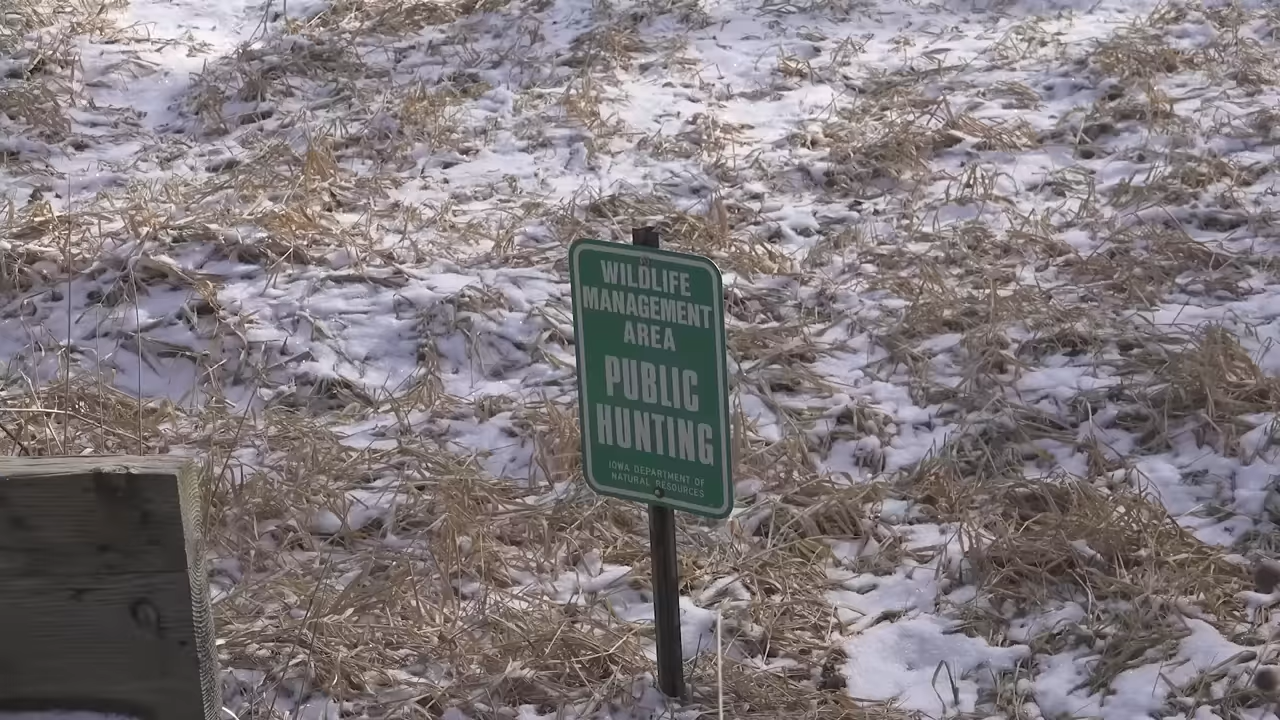 WILDLIFE
MANAGEMENT
AREA
PUBLIC
HUNTING
IOWA DEPARTMENT OF
NATURAL RESOURCES